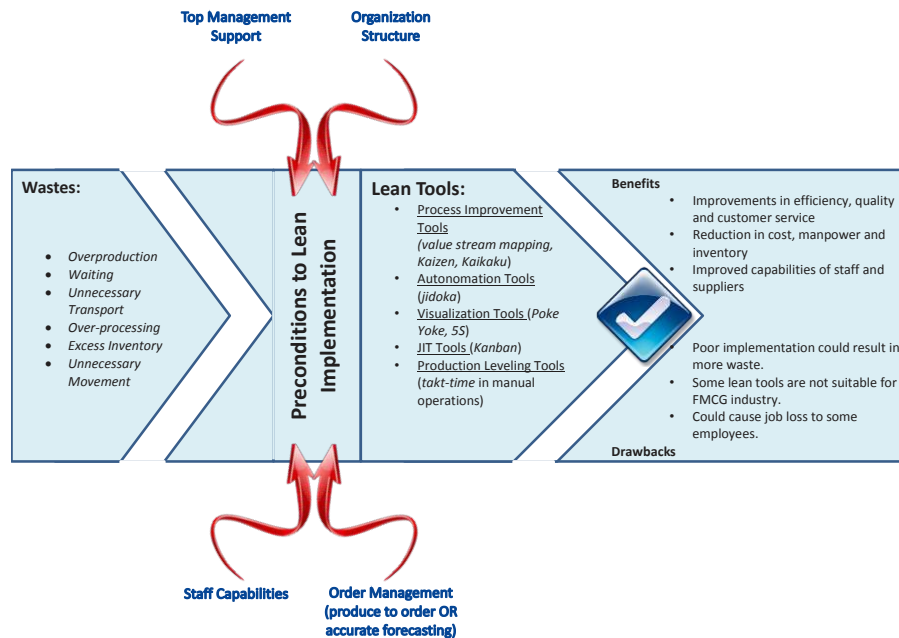 Top Management
Support
Organization
Structure
Wastes:
• Overproduction
• Waiting
• Unnecessary
Transport
• Over-processing
• Excess Inventory
• Unnecessary
Movement
Preconditions to Lean
Implementation
Lean Tools:
• Process Improvement
Tools
(value stream mapping,
Kaizen, Kaikaku)
• Autonomation Tools
(jidoka)
• Visualization Tools (Poke
Yoke, 5S)
• JIT Tools (Kanban)
• Production Leveling Tools
(takt-time in manual
operations)
Benefits
• Improvements in efficiency, quality
and customer service
• Reduction in cost, manpower and
inventory
• Improved capabilities of staff and
suppliers
• Poor implementation could result in
more waste.
• Some lean tools are not suitable for
FMCG industry.
• Could cause job loss to some
employees.
Drawbacks
Staff Capabilities
Order Management
(produce to order OR
accurate forecasting)